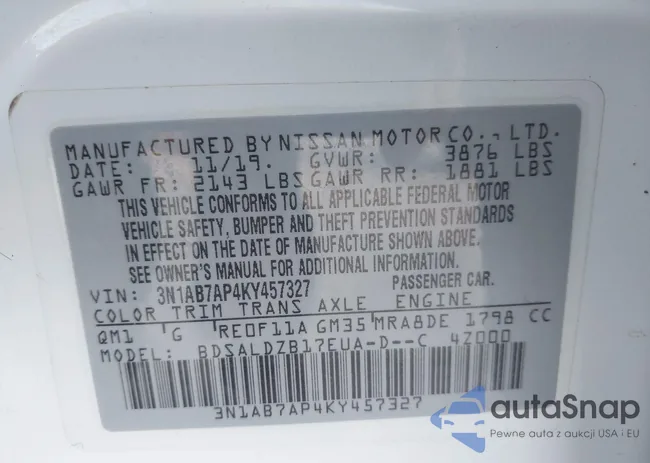 MANUFACTURED BY NISSAN MOTOR CO., LTD.
DATE: 11/19. GVWR: 3876 LBS
GAWR FR: 2143 LBS GAWR RR: 1881 LBS
THIS VEHICLE CONFORMS TO ALL APPLICABLE FEDERAL MOTOR
VEHICLE SAFETY, BUMPER AND THEFT PREVENTION STANDARDS
IN EFFECT ON THE DATE OF MANUFACTURE SHOWN ABOVE.
SEE OWNER'S MANUAL FOR ADDITIONAL INFORMATION.
VIN: 3N1AB7AP4KY457327 PASSENGER CAR.
COLOR TRIM TRANS AXLE ENGINE
QM1 G RE0F11A GM35 MRA8DE 1798 CC
MODEL: BDSALDZB17EUA-D--C 4Z000
3N1AB7AP4KY457327
autaSnap
Pewne auta z aukcji USA i EU